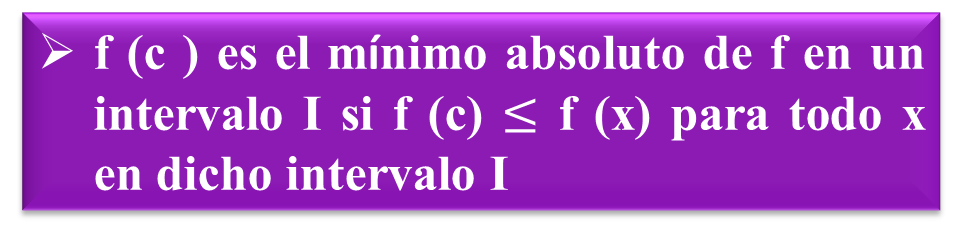 ➢ f (c ) es el mínimo absoluto de f en un
intervalo I si f (c) ≤ f (x) para todo x
en dicho intervalo I